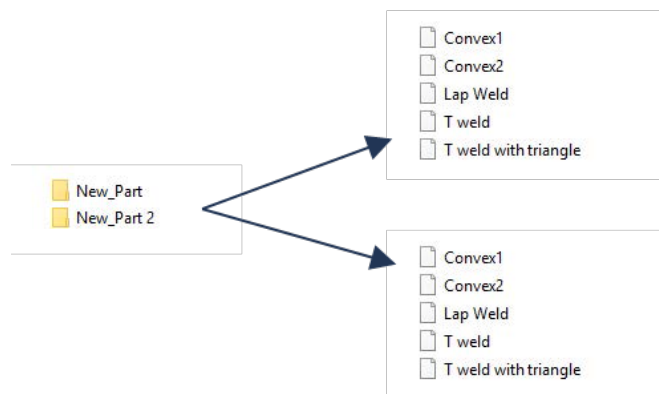 Convex1
Convex2
Lap Weld
T weld
T weld with triangle
New_Part
New_Part 2
Convex1
Convex2
Lap Weld
T weld
T weld with triangle